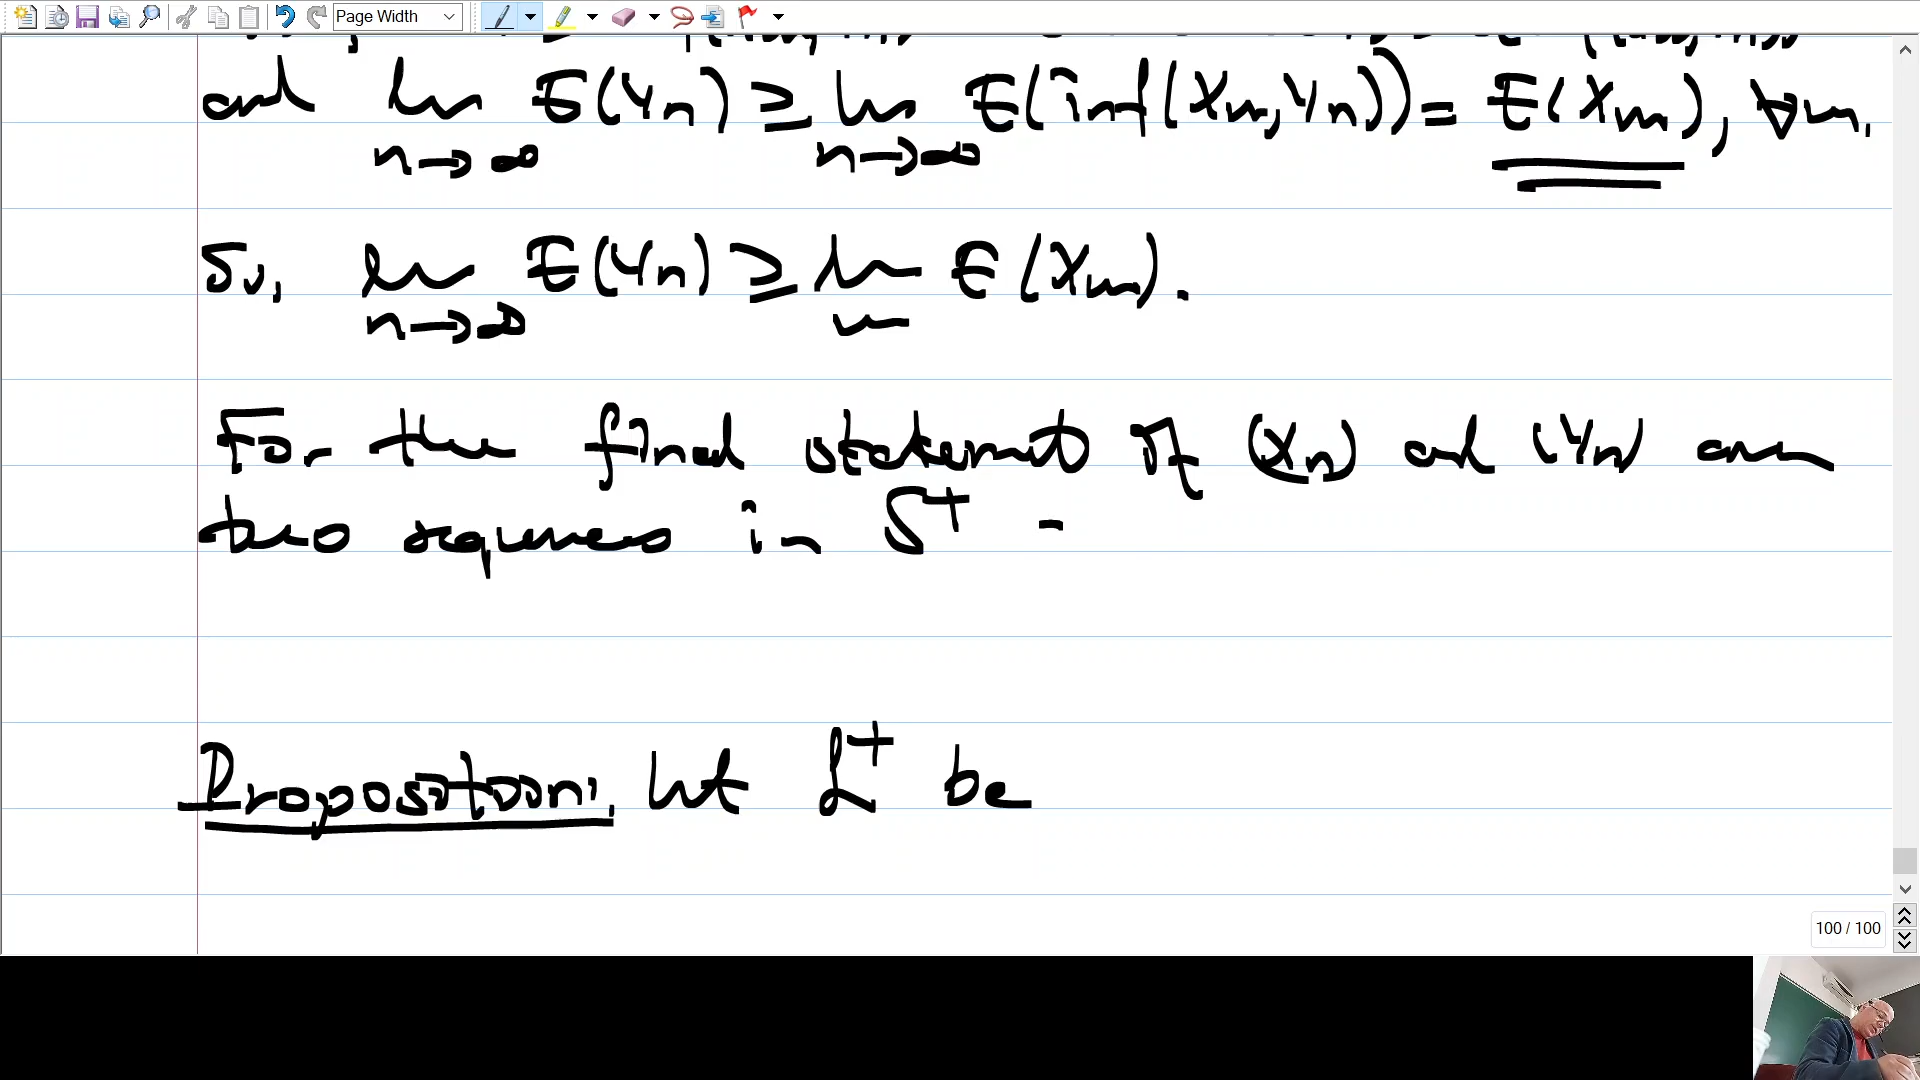 Page Width
and lim E(Yn) ≥ lim E(inf(Xm,Yn)) = E(Xm), ∀m.
n→∞ n→∞
So, lim E(Yn) ≥ lim E(Xm).
n→∞ m
For the final statement if (Xn) and (Yn) are
two sequences in S⁺
Proposition: Let L⁺ be
100 / 100